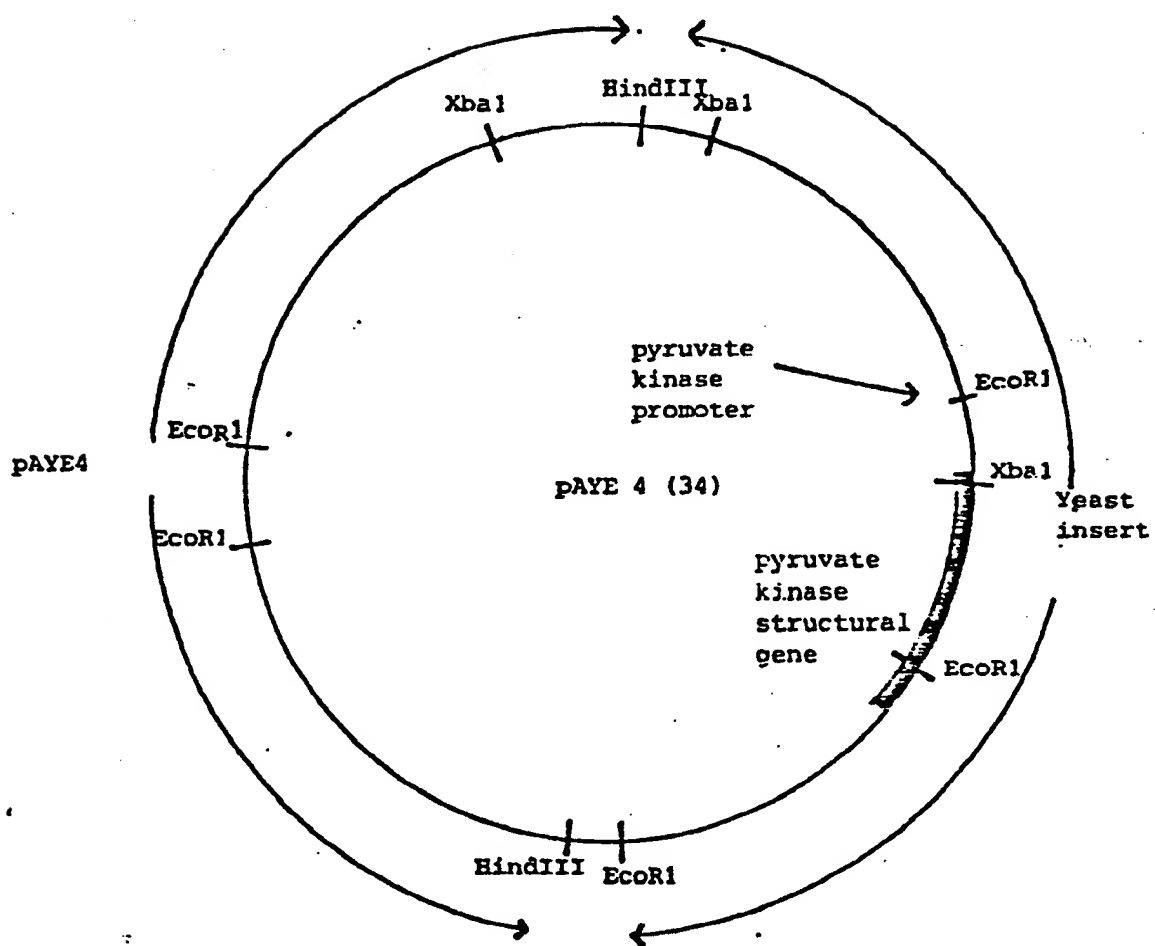 HindIII
Xba1
Xba1
pyruvate
kinase
promoter
EcoR1
EcoR1
pAYE4
pAYE 4 (34)
Xba1
Yeast
insert
EcoR1
pyruvate
kinase
structural
gene
EcoR1
HindIII
EcoR1